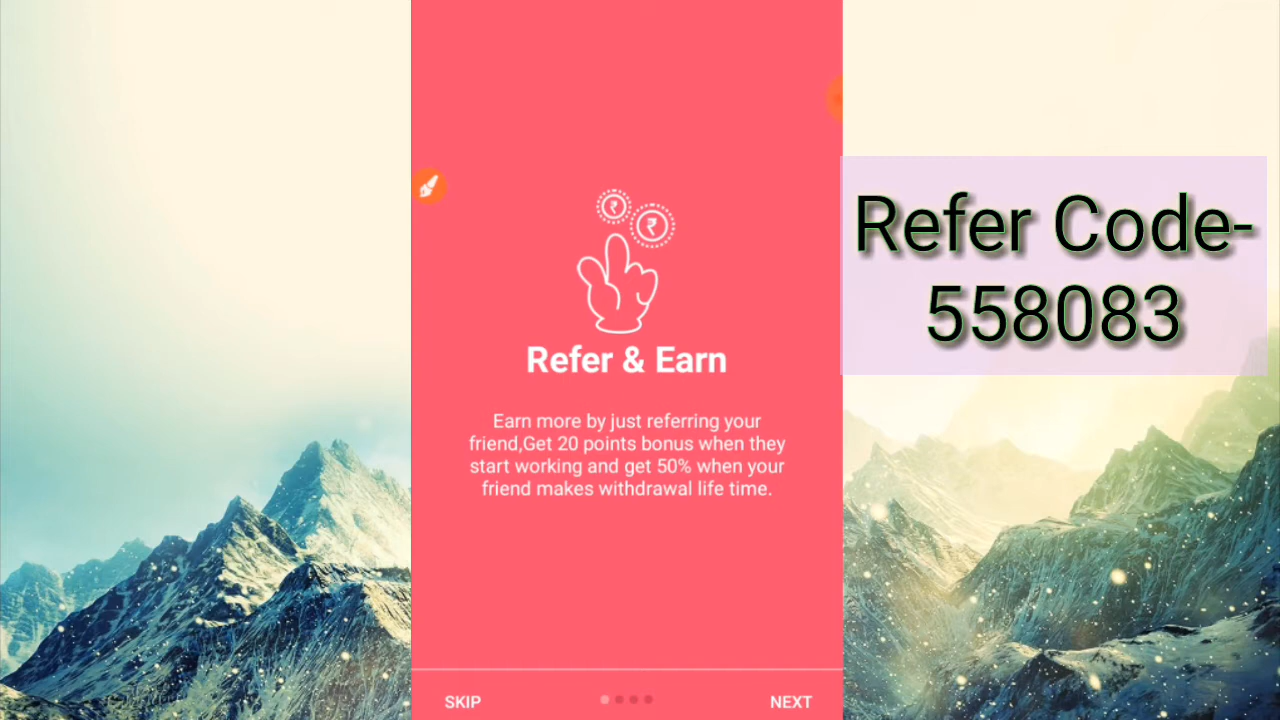 Refer & Earn
Earn more by just referring your
friend,Get 20 points bonus when they
start working and get 50% when your
friend makes withdrawal life time.
SKIP
NEXT
Refer Code-
558083